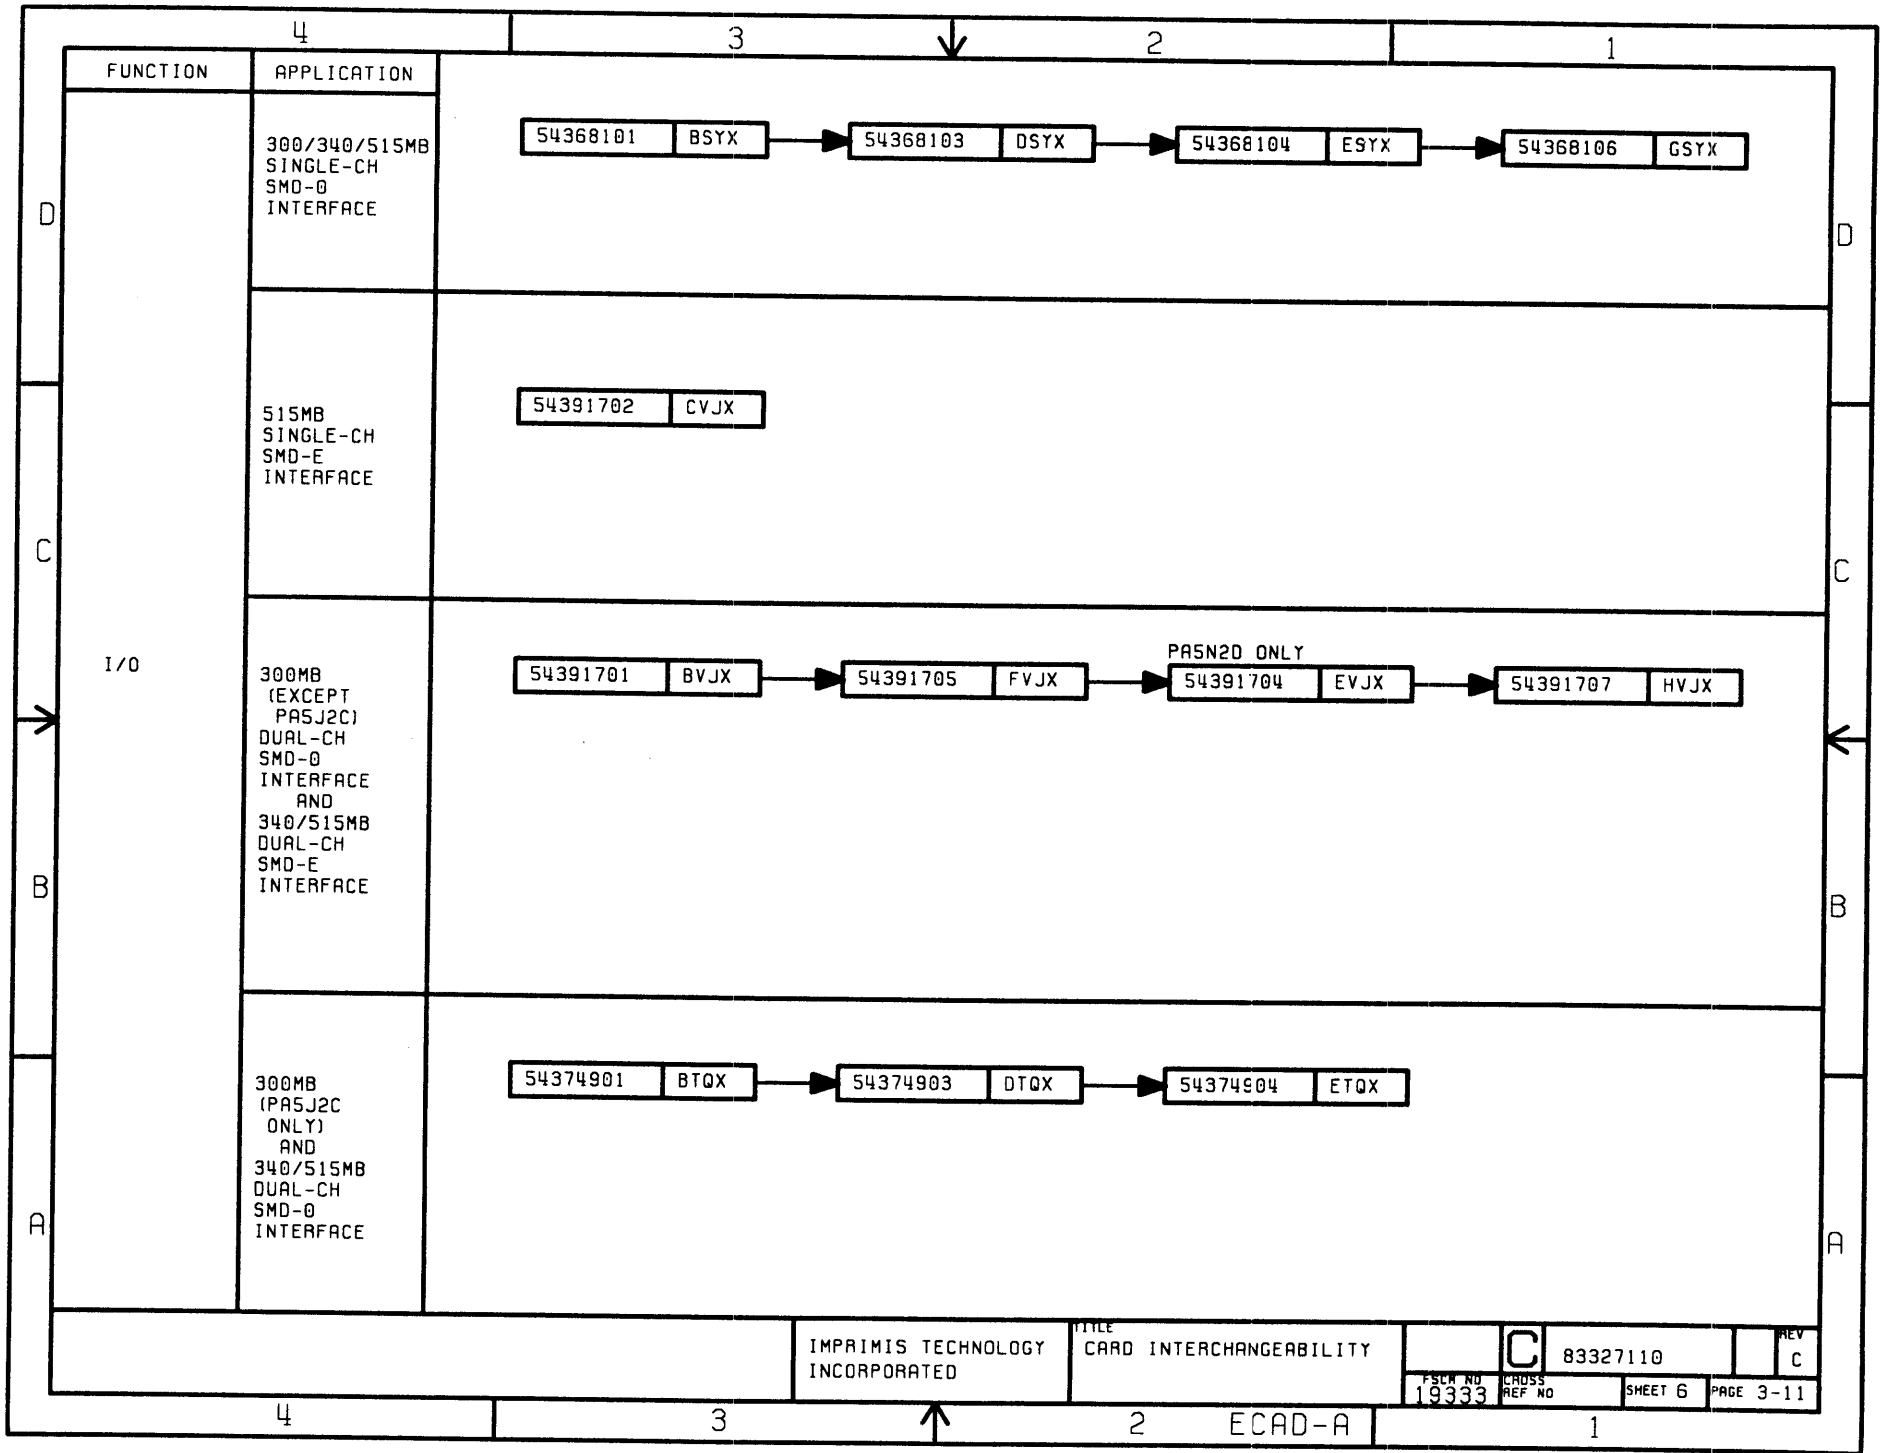 4 3 2 1
FUNCTION APPLICATION
300/340/515MB
SINGLE-CH
SMD-0
INTERFACE
54368101 BSYX 54368103 DSYX 54368104 ESYX 54368106 GSYX
D D
515MB
SINGLE-CH
SMD-E
INTERFACE
54391702 CVJX
C C
I/O
300MB
(EXCEPT
PA5J2C)
DUAL-CH
SMD-0
INTERFACE
AND
340/515MB
DUAL-CH
SMD-E
INTERFACE
PA5N2D ONLY
54391701 BVJX 54391705 FVJX 54391704 EVJX 54391707 HVJX
B B
300MB
(PA5J2C
ONLY)
AND
340/515MB
DUAL-CH
SMD-0
INTERFACE
54374901 BTQX 54374903 DTQX 54374904 ETQX
A A
IMPRIMIS TECHNOLOGY
INCORPORATED
TITLE
CARD INTERCHANGEABILITY
C 83327110
REV
C
FSCM NO
19333
CROSS
REF NO
SHEET 6 PAGE 3-11
4 3 2 ECAD-A 1